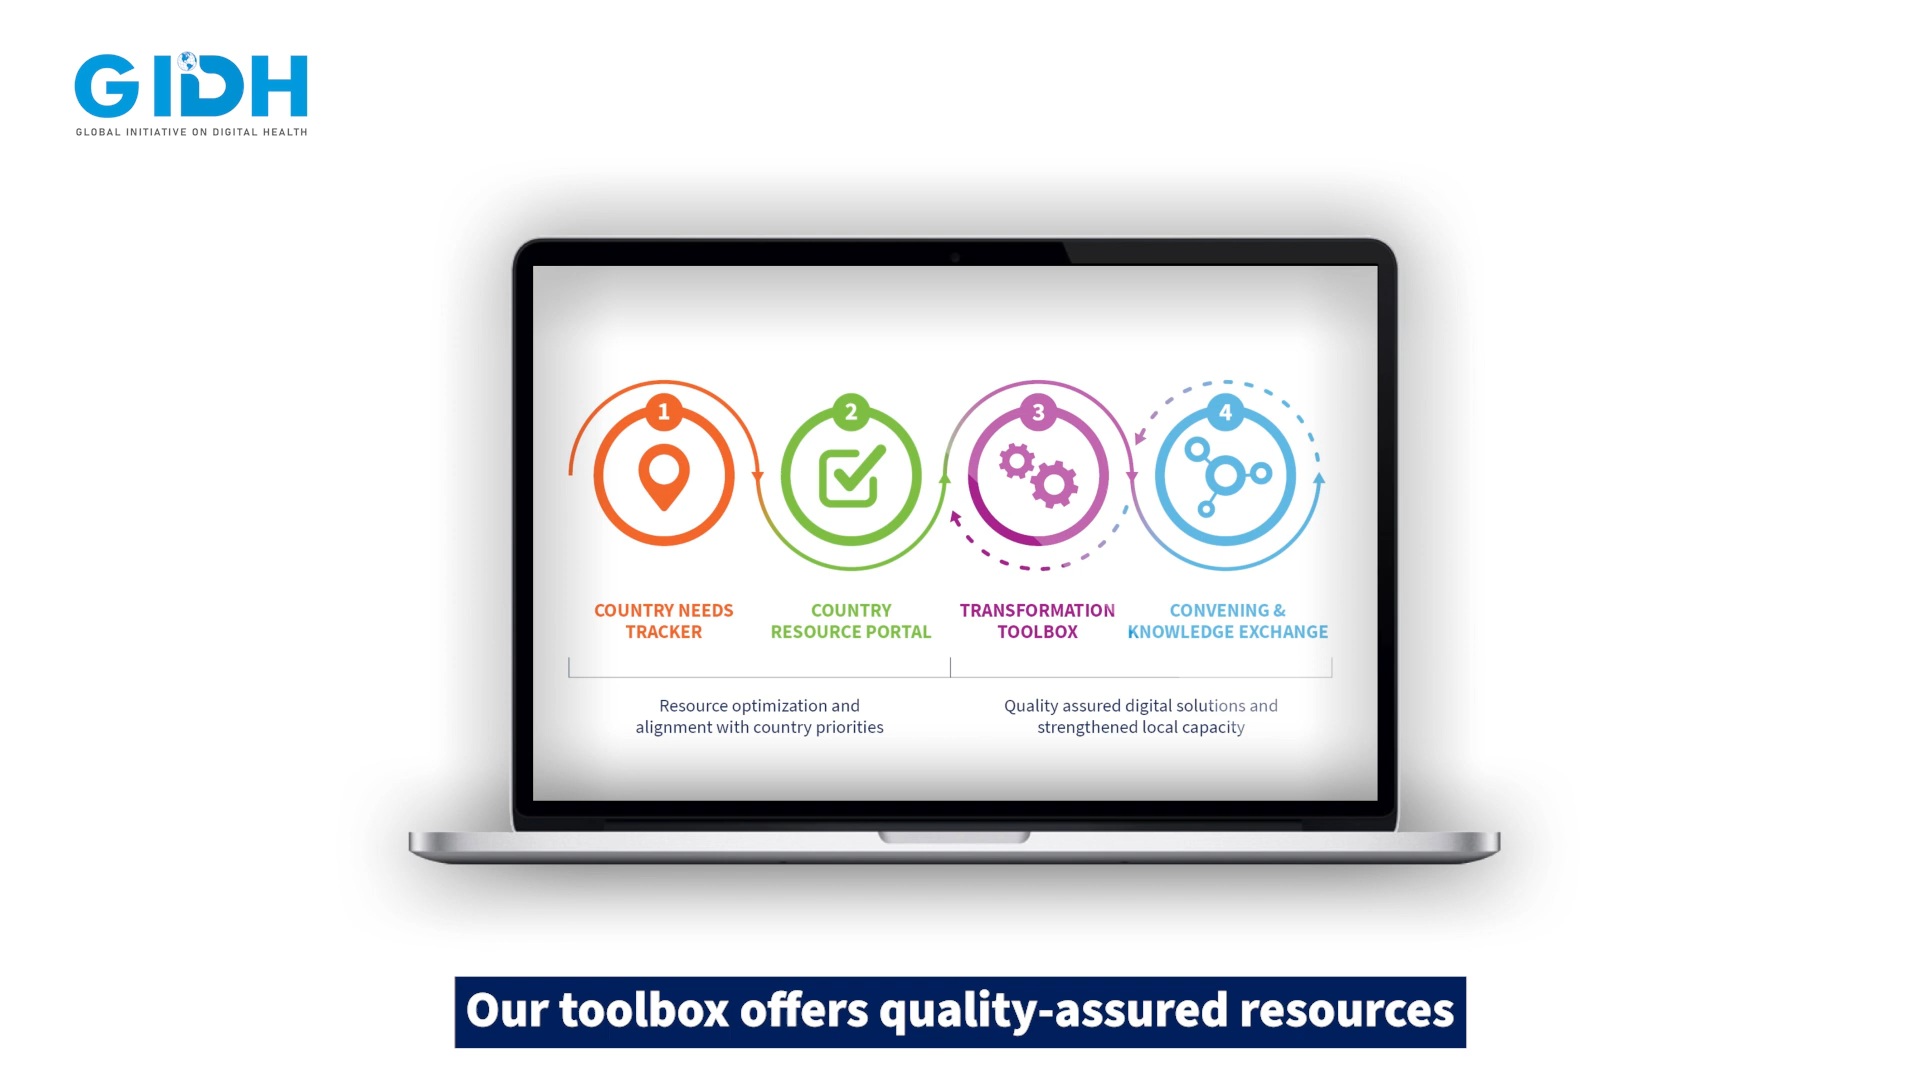 GIDH
GLOBAL INITIATIVE ON DIGITAL HEALTH
1
2
3
4
COUNTRY NEEDS
TRACKER
COUNTRY
RESOURCE PORTAL
TRANSFORMATION
TOOLBOX
CONVENING &
KNOWLEDGE EXCHANGE
Resource optimization and
alignment with country priorities
Quality assured digital solutions and
strengthened local capacity
Our toolbox offers quality-assured resources